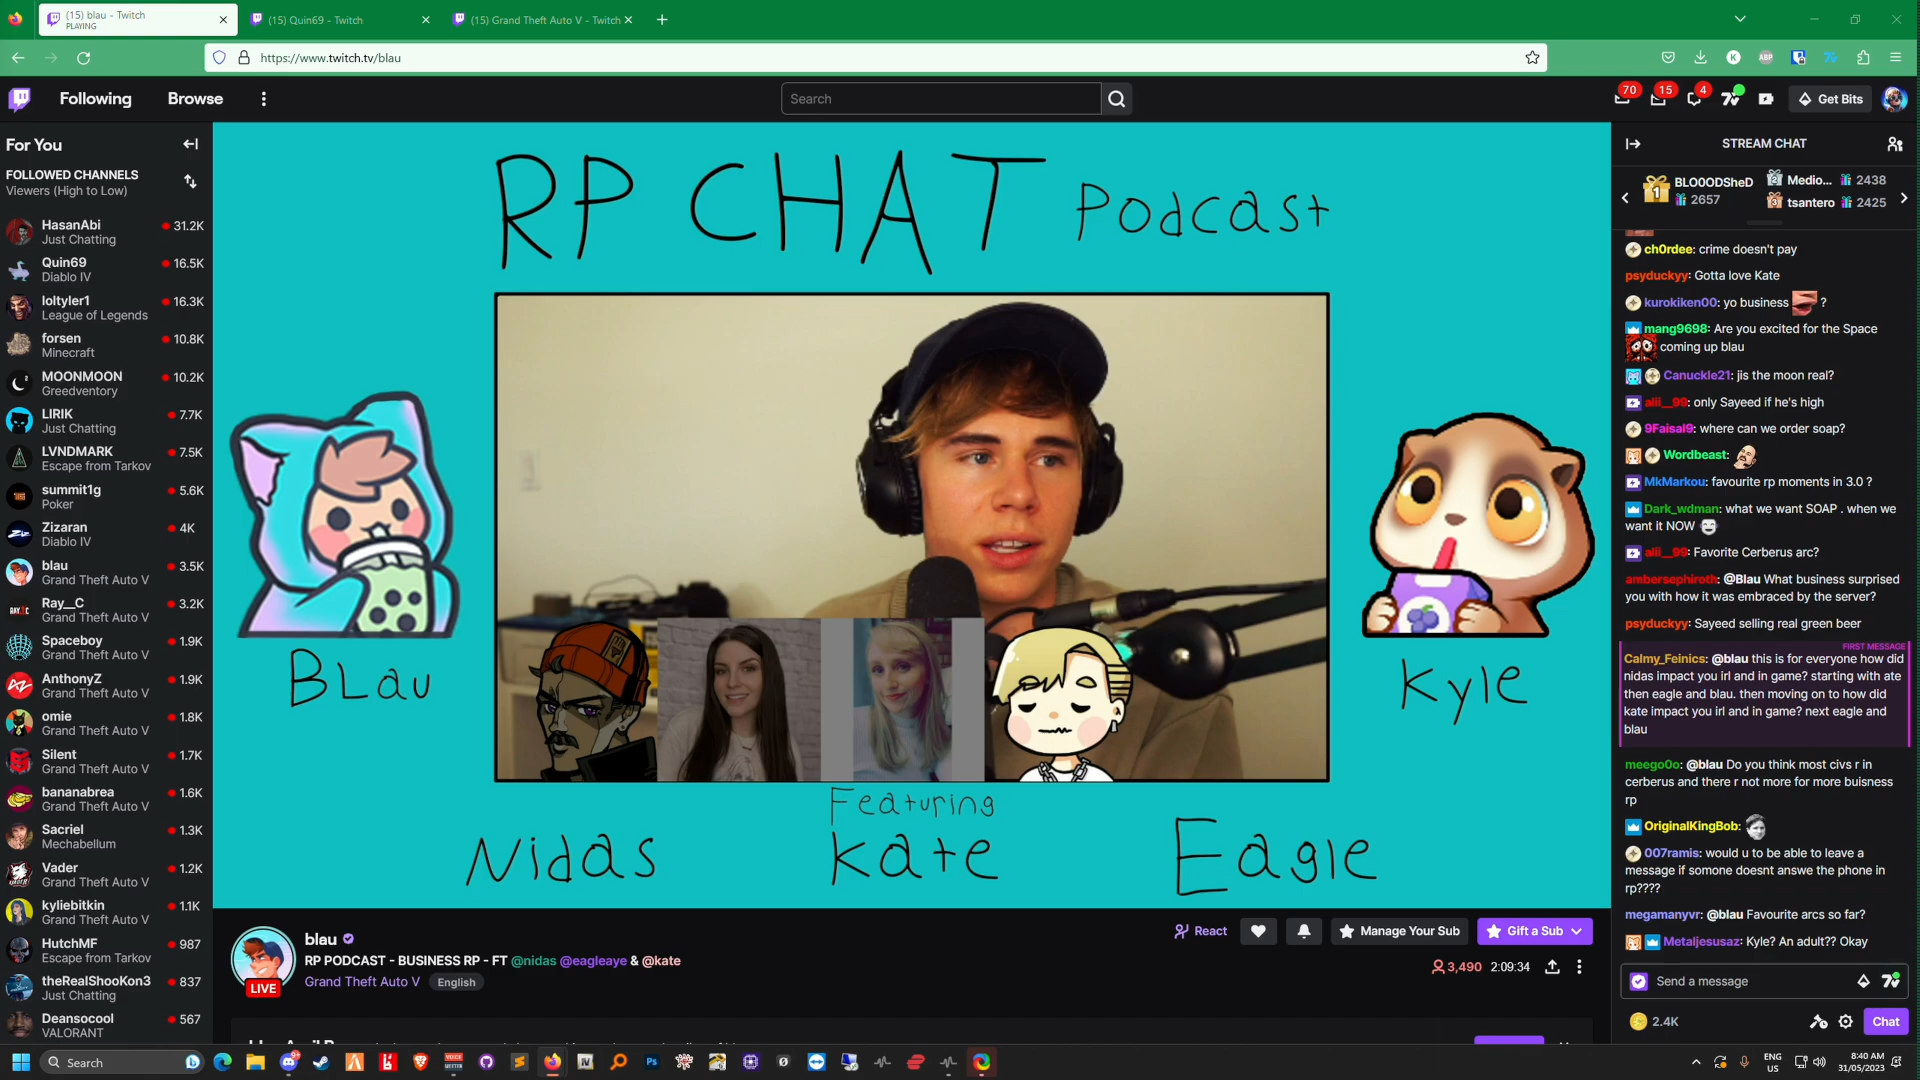 (15) blau - Twitch
PLAYING
(15) Quin69 - Twitch
(15) Grand Theft Auto V - Twitch
https://www.twitch.tv/blau
Following
Browse
Search
70
15
4
Get Bits
For You
FOLLOWED CHANNELS
Viewers (High to Low)
HasanAbi 31.2K
Just Chatting
Quin69 16.5K
Diablo IV
loltyler1 16.3K
League of Legends
forsen 10.8K
Minecraft
MOONMOON 10.2K
Greedventory
LIRIK 7.7K
Just Chatting
LVNDMARK 7.5K
Escape from Tarkov
summit1g 5.6K
Poker
Zizaran 4K
Diablo IV
blau 3.5K
Grand Theft Auto V
Ray__C 3.2K
Grand Theft Auto V
Spaceboy 1.9K
Grand Theft Auto V
AnthonyZ 1.9K
Grand Theft Auto V
omie 1.8K
Grand Theft Auto V
Silent 1.7K
Grand Theft Auto V
bananabrea 1.6K
Grand Theft Auto V
Sacriel 1.3K
Mechabellum
Vader 1.2K
Grand Theft Auto V
kyliebitkin 1.1K
Grand Theft Auto V
HutchMF 987
Escape from Tarkov
theRealShooKon3 837
Just Chatting
Deansocool 567
VALORANT
RP CHAT Podcast
BLau
Kyle
Featuring
Nidas
Kate
Eagle
LIVE
blau
RP PODCAST - BUSINESS RP - FT @nidas @eagleaye & @kate
Grand Theft Auto V
English
React
Manage Your Sub
Gift a Sub
3,490
2:09:34
STREAM CHAT
1
BLO0ODSHeD
2657
2
Medio... 2438
3
tsantero 2425
ch0rdee: crime doesn't pay
psyduckyy: Gotta love Kate
kurokiken00: yo business ?
mang9698: Are you excited for the Space
coming up blau
Canuckle21: jis the moon real?
alii__99: only Sayeed if he's high
9Faisal9: where can we order soap?
Wordbeast:
MkMarkou: favourite rp moments in 3.0 ?
Dark_wdman: what we want SOAP . when we
want it NOW
alii__99: Favorite Cerberus arc?
ambersephiroth: @Blau What business surprised
you with how it was embraced by the server?
psyduckyy: Sayeed selling real green beer
FIRST MESSAGE
Calmy_Feinics: @blau this is for everyone how did
nidas impact you irl and in game? starting with ate
then eagle and blau. then moving on to how did
kate impact you irl and in game? next eagle and
blau
meego0o: @blau Do you think most civs r in
cerberus and there r not more for more buisness
rp
OriginalKingBob:
007ramis: would u to be able to leave a
message if somone doesnt answe the phone in
rp????
megamanyvr: @blau Favourite arcs so far?
Metaljesusaz: Kyle? An adult?? Okay
Send a message
2.4K
Chat
Search
ENG
US
8:40 AM
31/05/2023